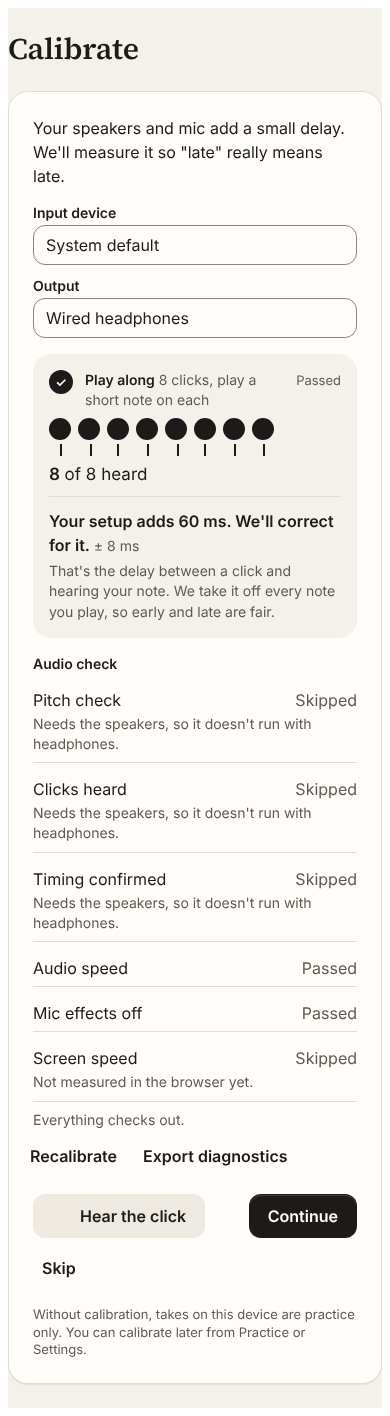 Calibrate
Your speakers and mic add a small delay.
We'll measure it so "late" really means
late.
Input device
System default
Output
Wired headphones
Play along 8 clicks, play a Passed
short note on each
8 of 8 heard
Your setup adds 60 ms. We'll correct
for it. ± 8 ms
That's the delay between a click and
hearing your note. We take it off every note
you play, so early and late are fair.
Audio check
Pitch check Skipped
Needs the speakers, so it doesn't run with
headphones.
Clicks heard Skipped
Needs the speakers, so it doesn't run with
headphones.
Timing confirmed Skipped
Needs the speakers, so it doesn't run with
headphones.
Audio speed Passed
Mic effects off Passed
Screen speed Skipped
Not measured in the browser yet.
Everything checks out.
Recalibrate Export diagnostics
Hear the click Continue
Skip
Without calibration, takes on this device are practice
only. You can calibrate later from Practice or
Settings.